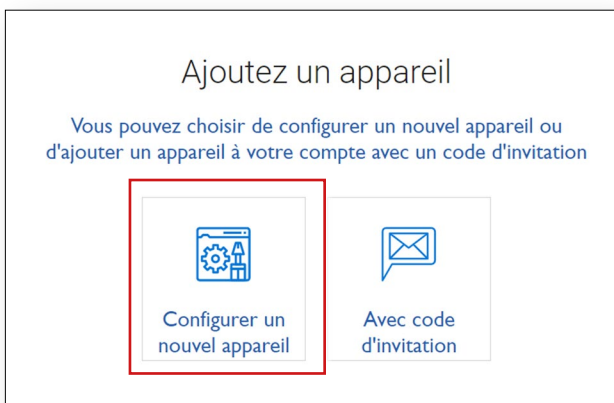 Ajoutez un appareil
Vous pouvez choisir de configurer un nouvel appareil ou
d'ajouter un appareil à votre compte avec un code d'invitation
Configurer un
nouvel appareil
Avec code
d'invitation